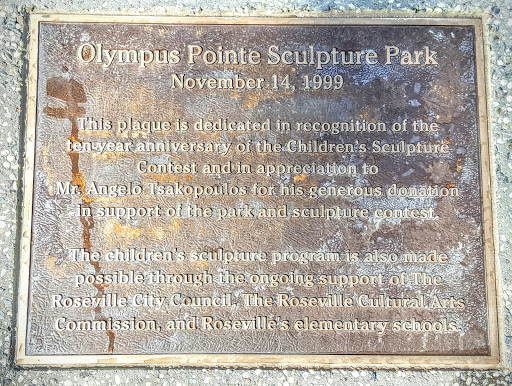 Olympus Pointe Sculpture Park
November 14, 1999
This plaque is dedicated in recognition of the
ten-year anniversary of the Children's Sculpture
Contest and in appreciation to
Mr. Angelo Tsakopoulos for his generous donation
in support of the park and sculpture contest.
The children's sculpture program is also made
possible through the ongoing support of The
Roseville City Council, The Roseville Cultural Arts
Commission, and Roseville's elementary schools.